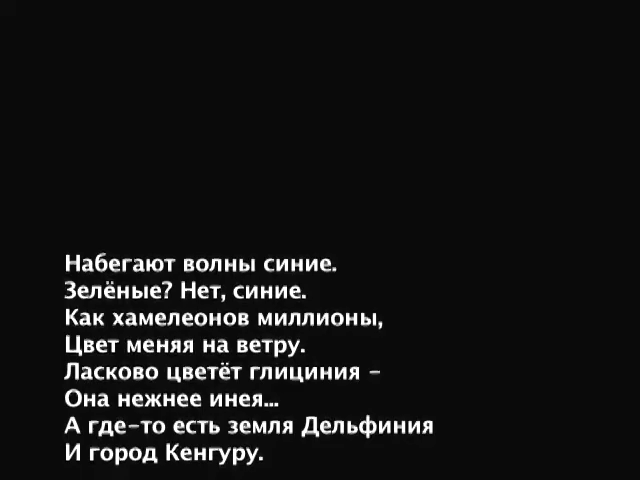 Набегают волны синие.
Зелёные? Нет, синие.
Как хамелеонов миллионы,
Цвет меняя на ветру.
Ласково цветёт глициния –
Она нежнее инея...
А где–то есть земля Дельфиния
И город Кенгуру.